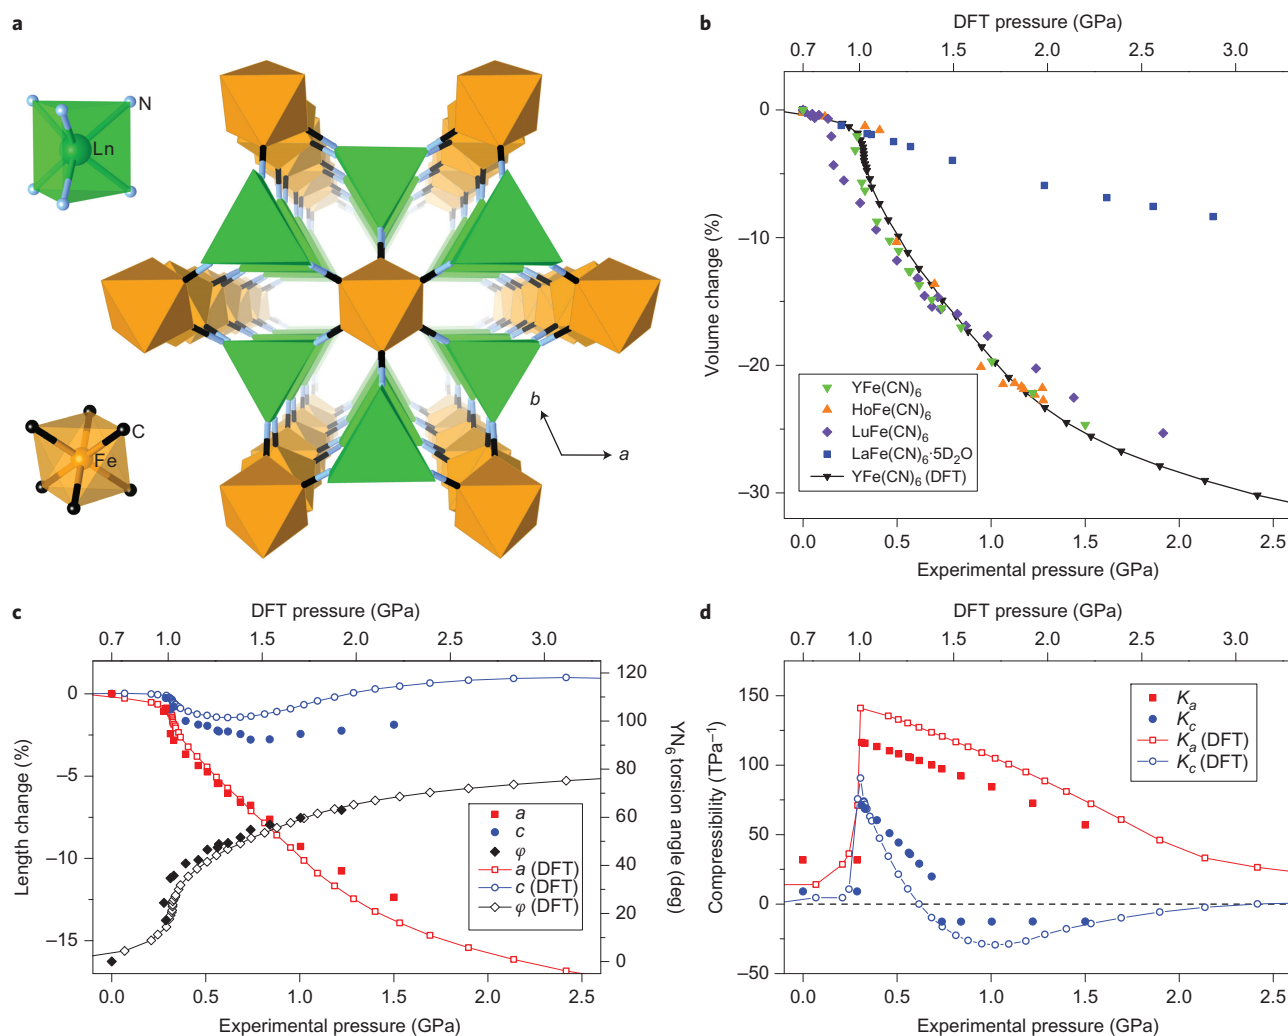 a
N
Ln
C
Fe
b
a
b
DFT pressure (GPa)
0.7 1.0 1.5 2.0 2.5 3.0
Volume change (%)
0
−10
−20
−30
YFe(CN)6
HoFe(CN)6
LuFe(CN)6
LaFe(CN)6·5D2O
YFe(CN)6 (DFT)
0.0 0.5 1.0 1.5 2.0 2.5
Experimental pressure (GPa)
c
DFT pressure (GPa)
0.7 1.0 1.5 2.0 2.5 3.0
Length change (%)
0
−5
−10
−15
YN6 torsion angle (deg)
120
100
80
60
40
20
0
a
c
φ
a (DFT)
c (DFT)
φ (DFT)
0.0 0.5 1.0 1.5 2.0 2.5
Experimental pressure (GPa)
d
DFT pressure (GPa)
0.7 1.0 1.5 2.0 2.5 3.0
Compressibility (TPa−1)
150
100
50
0
−50
Ka
Kc
Ka (DFT)
Kc (DFT)
0.0 0.5 1.0 1.5 2.0 2.5
Experimental pressure (GPa)